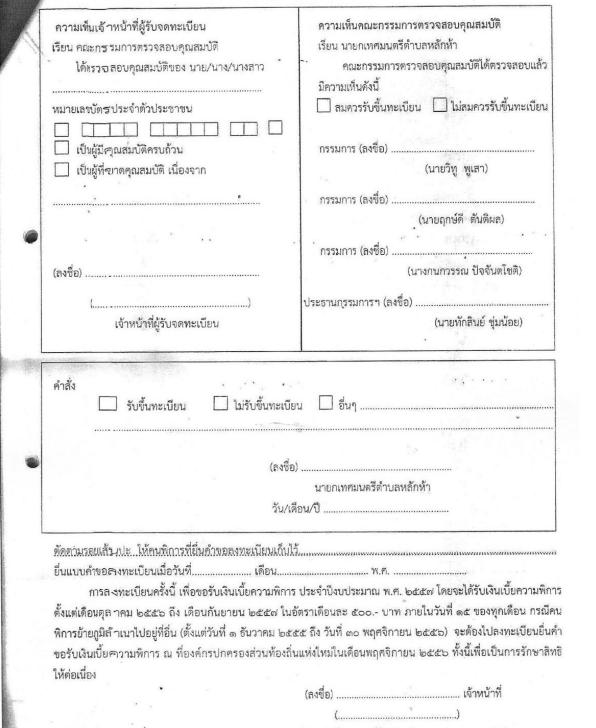 ความเห็นเจ้าหน้าที่ผู้รับจดทะเบียน
เรียน คณะกรรมการตรวจสอบคุณสมบัติ
ได้ตรวจสอบคุณสมบัติของ นาย/นาง/นางสาว
หมายเลขบัตรประจำตัวประชาชน
เป็นผู้มีคุณสมบัติครบถ้วน
เป็นผู้ที่ขาดคุณสมบัติ เนื่องจาก
(ลงชื่อ)
(....................................................)
เจ้าหน้าที่ผู้รับจดทะเบียน
ความเห็นคณะกรรมการตรวจสอบคุณสมบัติ
เรียน นายกเทศมนตรีตำบลหลักห้า
คณะกรรมการตรวจสอบคุณสมบัติได้ตรวจสอบแล้ว
มีความเห็นดังนี้
สมควรรับขึ้นทะเบียน ไม่สมควรรับขึ้นทะเบียน
กรรมการ (ลงชื่อ)
(นายวิทู พูเสา)
กรรมการ (ลงชื่อ)
(นายฤกษ์ดี ตันติผล)
กรรมการ (ลงชื่อ)
(นางกนกวรรณ ปัจจันตโชติ)
ประธานกรรมการฯ (ลงชื่อ)
(นายทักสินย์ ชุ่มน้อย)
คำสั่ง
รับขึ้นทะเบียน ไม่รับขึ้นทะเบียน อื่นๆ
(ลงชื่อ)
นายกเทศมนตรีตำบลหลักห้า
วัน/เดือน/ปี
ตัดตามรอยเส้นปะ ให้คนพิการที่ยื่นคำขอลงทะเบียนเก็บไว้
ยื่นแบบคำขอลงทะเบียนเมื่อวันที่.................... เดือน.............................. พ.ศ. ........................
การลงทะเบียนครั้งนี้ เพื่อขอรับเงินเบี้ยความพิการ ประจำปีงบประมาณ พ.ศ. ๒๕๕๗ โดยจะได้รับเงินเบี้ยความพิการ
ตั้งแต่เดือนตุลาคม ๒๕๕๖ ถึง เดือนกันยายน ๒๕๕๗ ในอัตราเดือนละ ๕๐๐.- บาท ภายในวันที่ ๑๕ ของทุกเดือน กรณีคน
พิการย้ายภูมิลำเนาไปอยู่ที่อื่น (ตั้งแต่วันที่ ๑ ธันวาคม ๒๕๕๕ ถึง วันที่ ๓๐ พฤศจิกายน ๒๕๕๖) จะต้องไปลงทะเบียนยื่นคำ
ขอรับเงินเบี้ยความพิการ ณ ที่องค์กรปกครองส่วนท้องถิ่นแห่งใหม่ในเดือนพฤศจิกายน ๒๕๕๖ ทั้งนี้เพื่อเป็นการรักษาสิทธิ
ให้ต่อเนื่อง
(ลงชื่อ) .................................... เจ้าหน้าที่
(....................................)